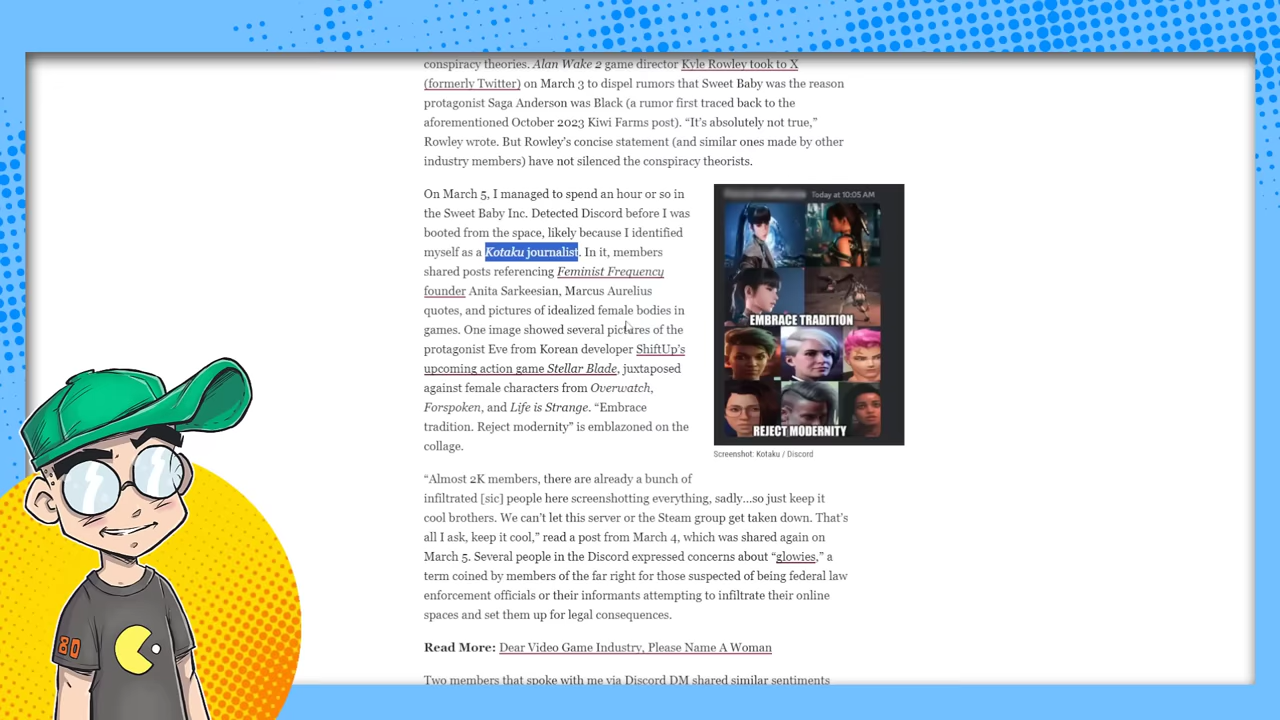 conspiracy theories. Alan Wake 2 game director Kyle Rowley took to X
(formerly Twitter) on March 3 to dispel rumors that Sweet Baby was the reason
protagonist Saga Anderson was Black (a rumor first traced back to the
aforementioned October 2023 Kiwi Farms post). “It’s absolutely not true,”
Rowley wrote. But Rowley’s concise statement (and similar ones made by other
industry members) have not silenced the conspiracy theorists.
On March 5, I managed to spend an hour or so in
the Sweet Baby Inc. Detected Discord before I was
booted from the space, likely because I identified
myself as a Kotaku journalist. In it, members
shared posts referencing Feminist Frequency
founder Anita Sarkeesian, Marcus Aurelius
quotes, and pictures of idealized female bodies in
games. One image showed several pictures of the
protagonist Eve from Korean developer ShiftUp’s
upcoming action game Stellar Blade, juxtaposed
against female characters from Overwatch,
Forspoken, and Life is Strange. “Embrace
tradition. Reject modernity” is emblazoned on the
collage.
Today at 10:05 AM
EMBRACE TRADITION
REJECT MODERNITY
Screenshot: Kotaku / Discord
“Almost 2K members, there are already a bunch of
infiltrated [sic] people here screenshotting everything, sadly...so just keep it
cool brothers. We can’t let this server or the Steam group get taken down. That’s
all I ask, keep it cool,” read a post from March 4, which was shared again on
March 5. Several people in the Discord expressed concerns about “glowies,” a
term coined by members of the far right for those suspected of being federal law
enforcement officials or their informants attempting to infiltrate their online
spaces and set them up for legal consequences.
Read More: Dear Video Game Industry, Please Name A Woman
Two members that spoke with me via Discord DM shared similar sentiments
80